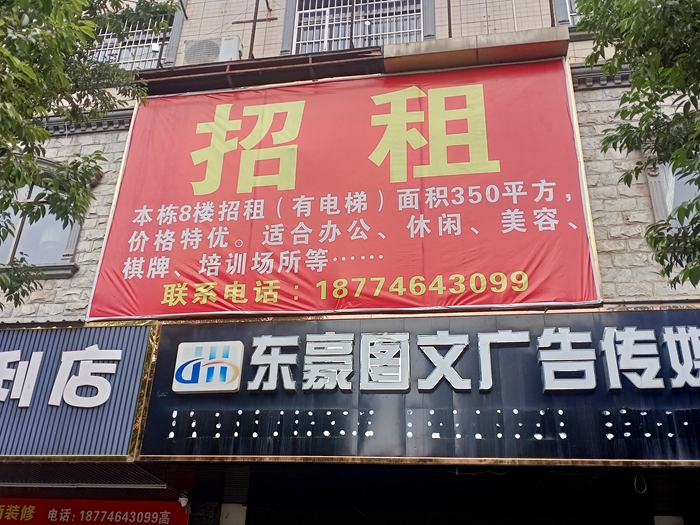 招租
本栋8楼招租（有电梯）面积350平方，
价格特优。适合办公、休闲、美容、
棋牌、培训场所等……
联系电话：18774643099
利店
东豪图文广告传媒
装修 电话:18774643099高